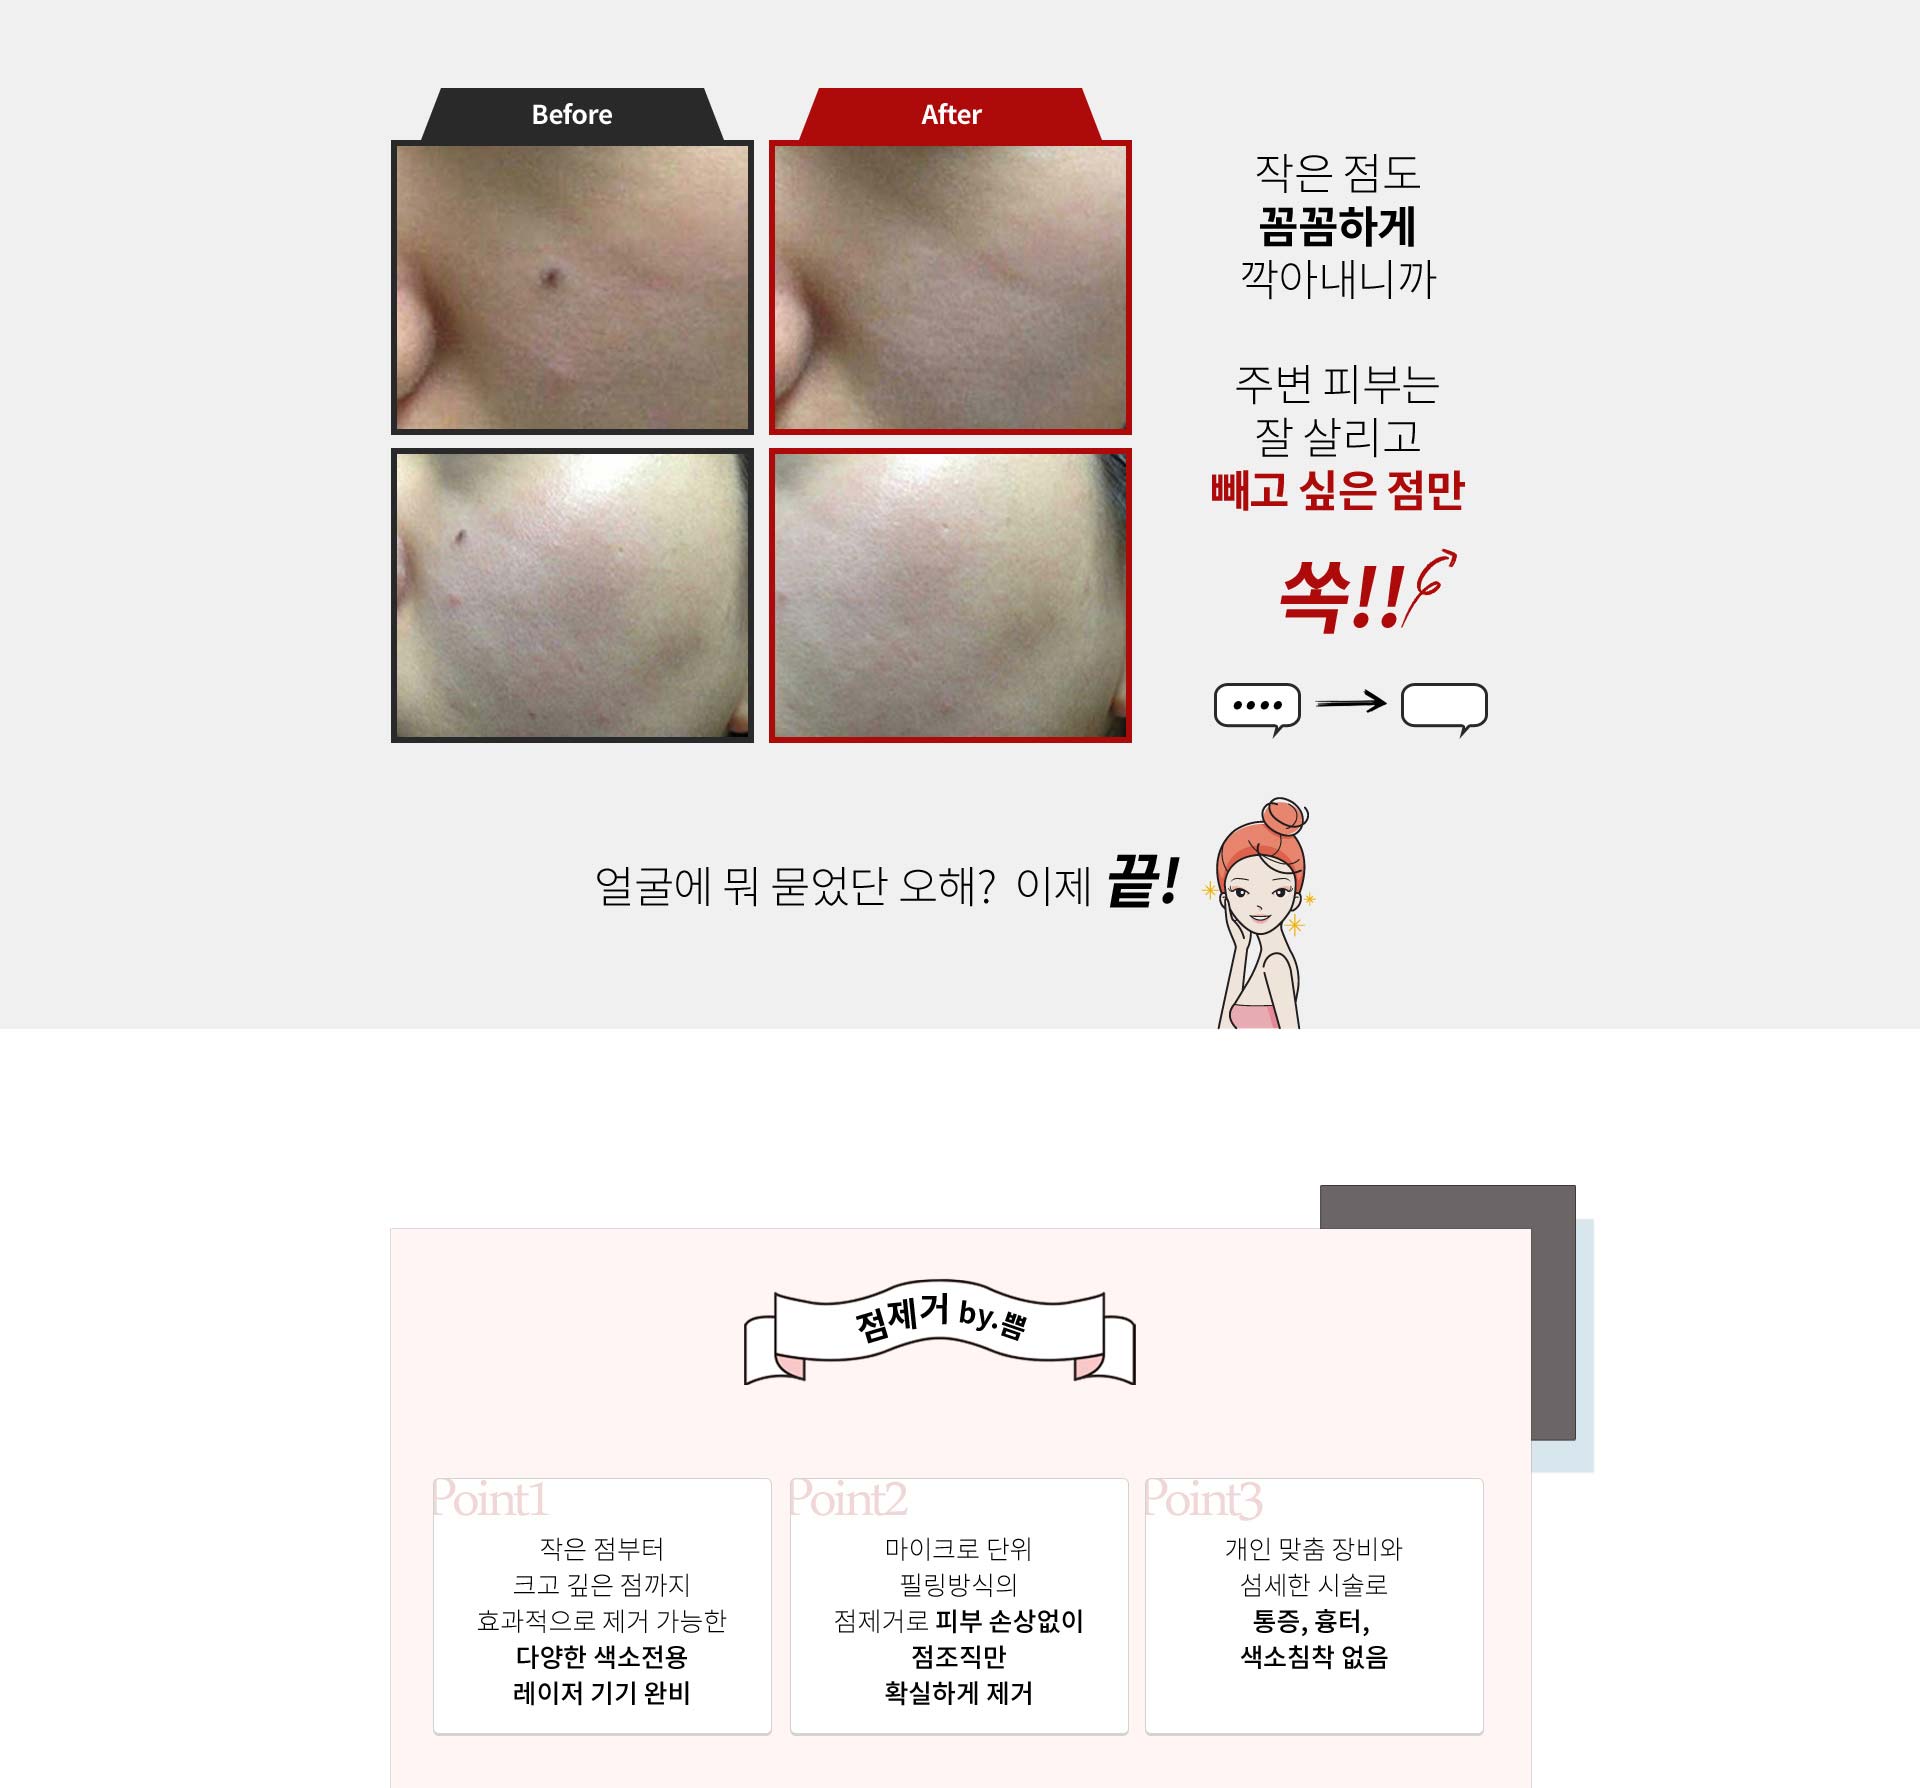 Before
After
작은 점도
꼼꼼하게
깍아내니까
주변 피부는
잘 살리고
빼고 싶은 점만
쏙!!
얼굴에 뭐 묻었단 오해? 이제 끝!
점제거 by.쁨
Point1
작은 점부터
크고 깊은 점까지
효과적으로 제거 가능한
다양한 색소전용
레이저 기기 완비
Point2
마이크로 단위
필링방식의
점제거로 피부 손상없이
점조직만
확실하게 제거
Point3
개인 맞춤 장비와
섬세한 시술로
통증, 흉터,
색소침착 없음